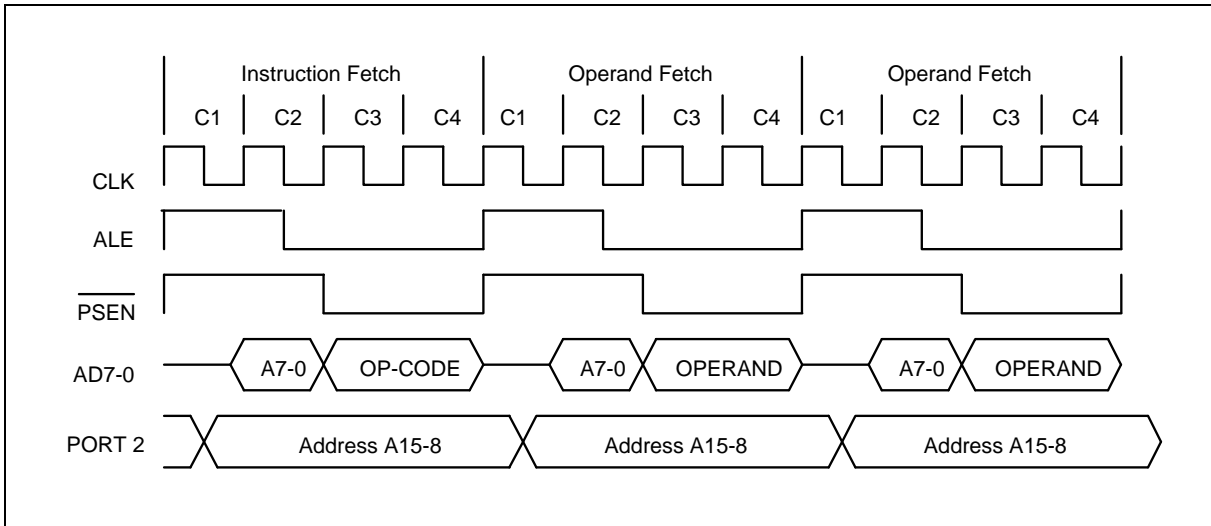 Instruction Fetch Operand Fetch Operand Fetch
C1 C2 C3 C4 C1 C2 C3 C4 C1 C2 C3 C4
CLK
ALE
PSEN
AD7-0 A7-0 OP-CODE A7-0 OPERAND A7-0 OPERAND
PORT 2 Address A15-8 Address A15-8 Address A15-8